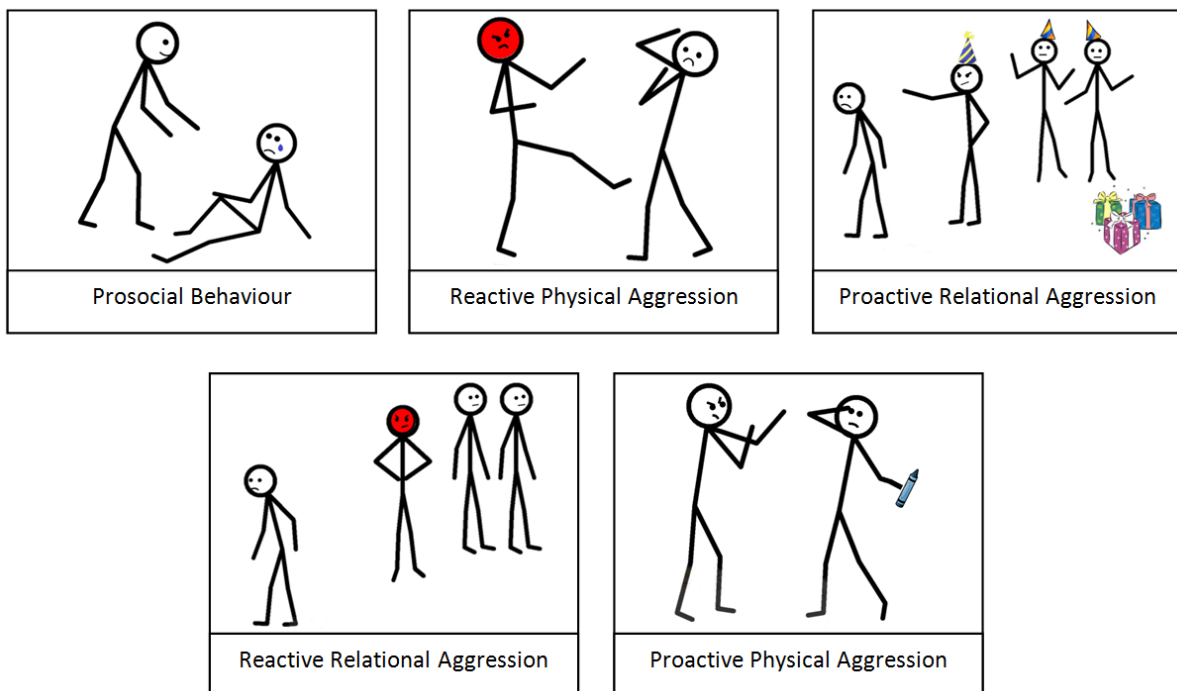 Prosocial Behaviour
Reactive Physical Aggression
Proactive Relational Aggression
Reactive Relational Aggression
Proactive Physical Aggression